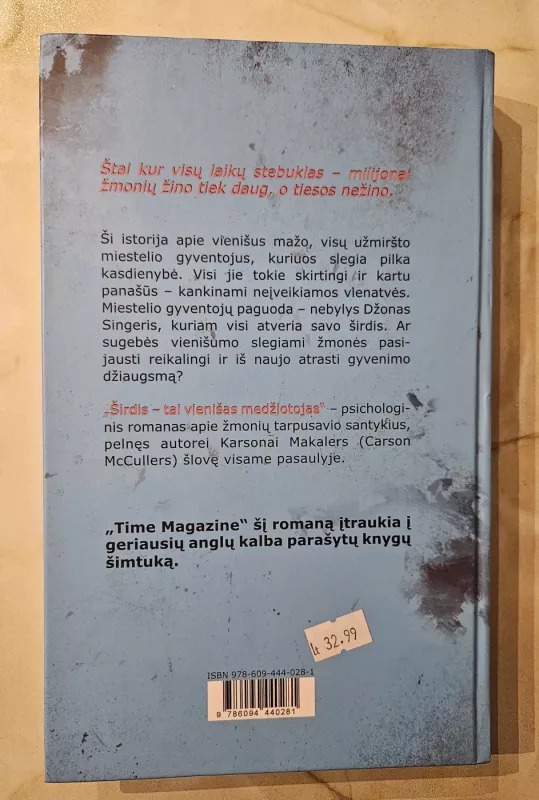 Štai kur visų laikų stebuklas – milijonai
žmonių žino tiek daug, o tiesos nežino.
Ši istorija apie vienišus mažo, visų užmiršto
miestelio gyventojus, kuriuos slegia pilka
kasdienybė. Visi jie tokie skirtingi ir kartu
panašūs – kankinami neįveikiamos vienatvės.
Miestelio gyventojų paguoda – nebylys Džonas
Singeris, kuriam visi atveria savo širdis. Ar
sugebės vienišumo slegiami žmonės pasi-
jausti reikalingi ir iš naujo atrasti gyvenimo
džiaugsmą?
„Širdis – tai vienišas medžiotojas“ – psichologi-
nis romanas apie žmonių tarpusavio santykius,
pelnęs autorei Karsonai Makalers (Carson
McCullers) šlovę visame pasaulyje.
„Time Magazine“ šį romaną įtraukia į
geriausių anglų kalba parašytų knygų
šimtuką.
Lt 32.99
ISBN 978-609-444-028-1
9 786094 440281